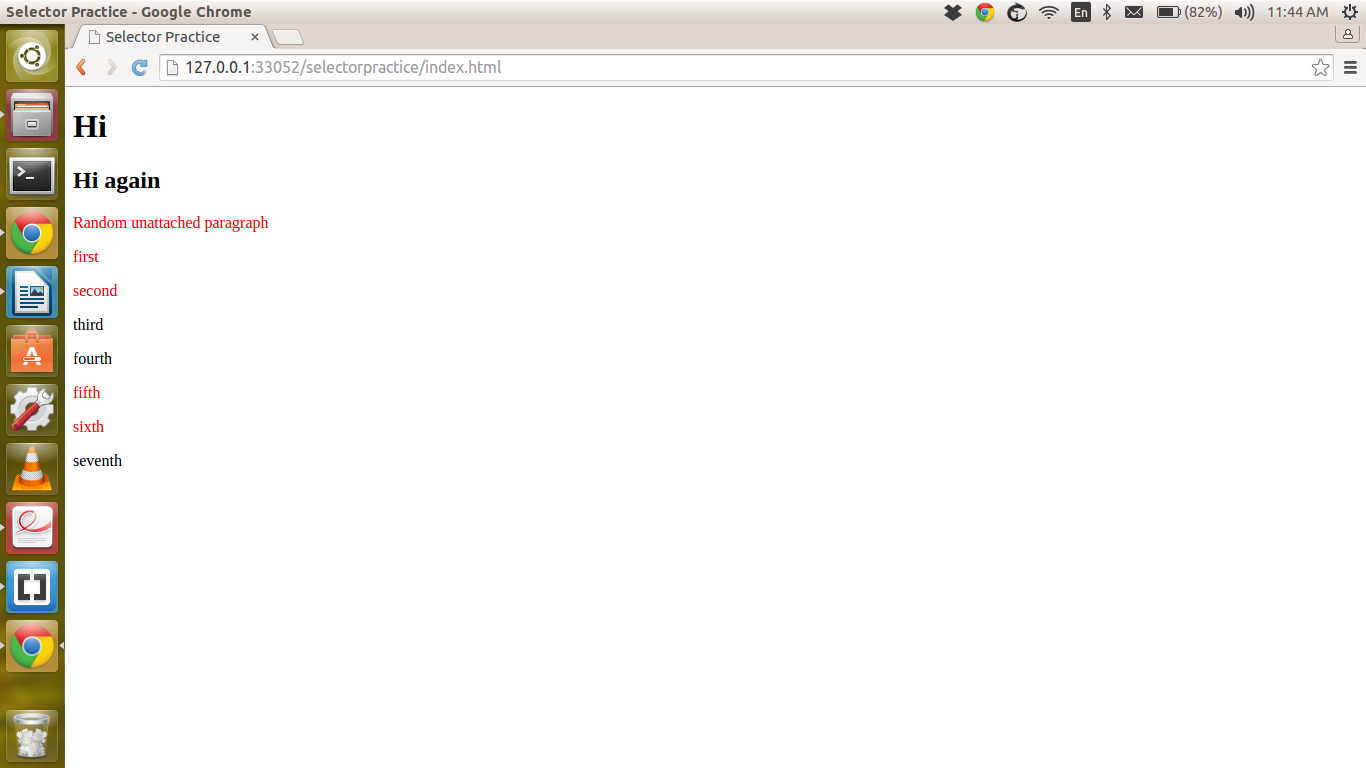 Selector Practice - Google Chrome
En
(82%)
11:44 AM
Selector Practice
127.0.0.1:33052/selectorpractice/index.html
Hi
Hi again
Random unattached paragraph
first
second
third
fourth
fifth
sixth
seventh